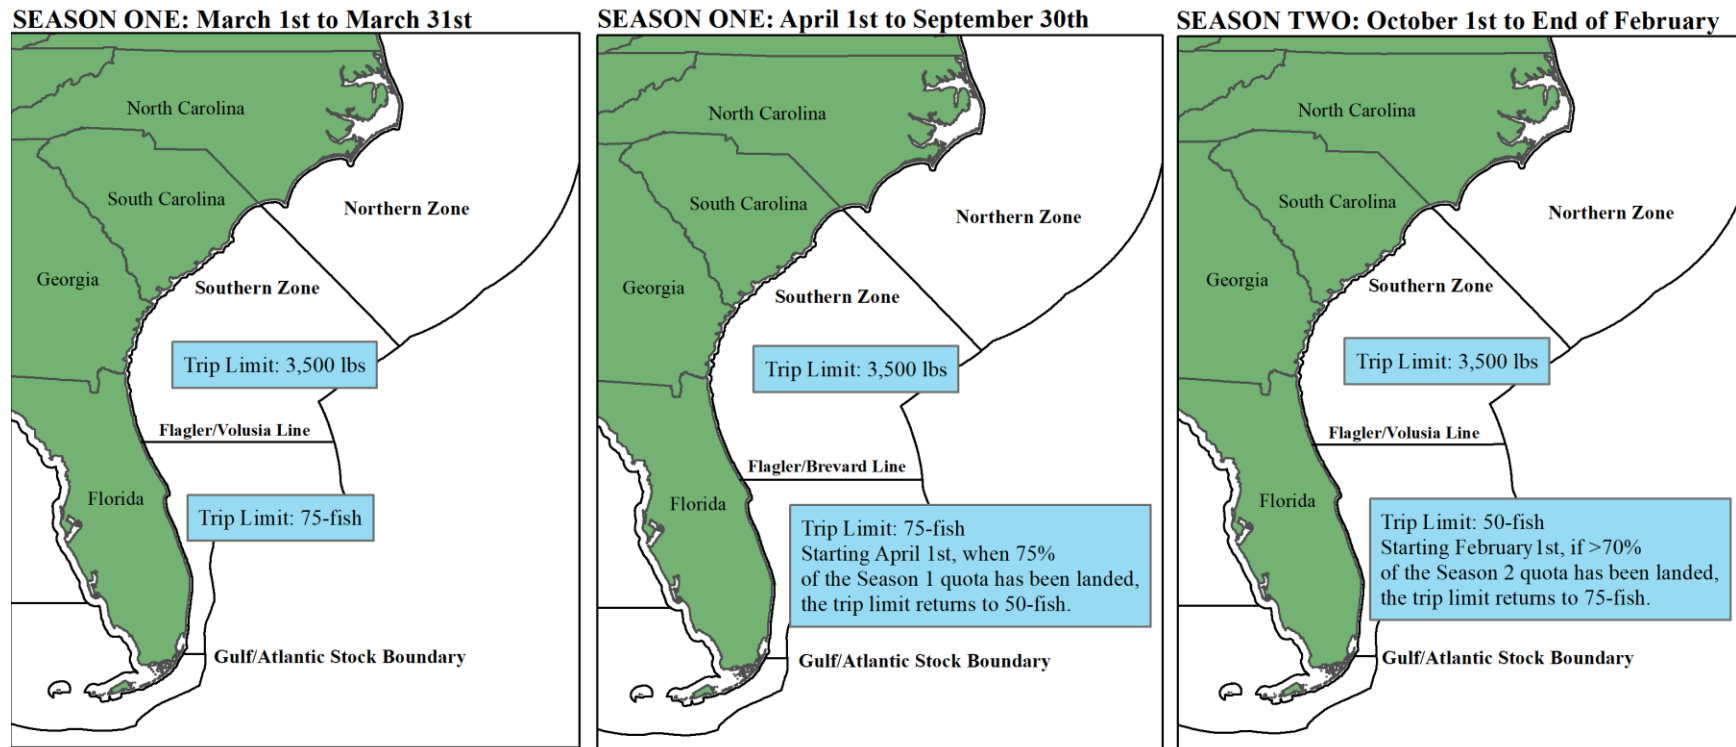 SEASON ONE: March 1st to March 31st
North Carolina
South Carolina
Northern Zone
Georgia
Southern Zone
Trip Limit: 3,500 lbs
Flagler/Volusia Line
Florida
Trip Limit: 75-fish
Gulf/Atlantic Stock Boundary
SEASON ONE: April 1st to September 30th
North Carolina
South Carolina
Northern Zone
Georgia
Southern Zone
Trip Limit: 3,500 lbs
Flagler/Brevard Line
Florida
Trip Limit: 75-fish
Starting April 1st, when 75%
of the Season 1 quota has been landed,
the trip limit returns to 50-fish.
Gulf/Atlantic Stock Boundary
SEASON TWO: October 1st to End of February
North Carolina
South Carolina
Northern Zone
Georgia
Southern Zone
Trip Limit: 3,500 lbs
Flagler/Volusia Line
Florida
Trip Limit: 50-fish
Starting February 1st, if >70%
of the Season 2 quota has been landed,
the trip limit returns to 75-fish.
Gulf/Atlantic Stock Boundary